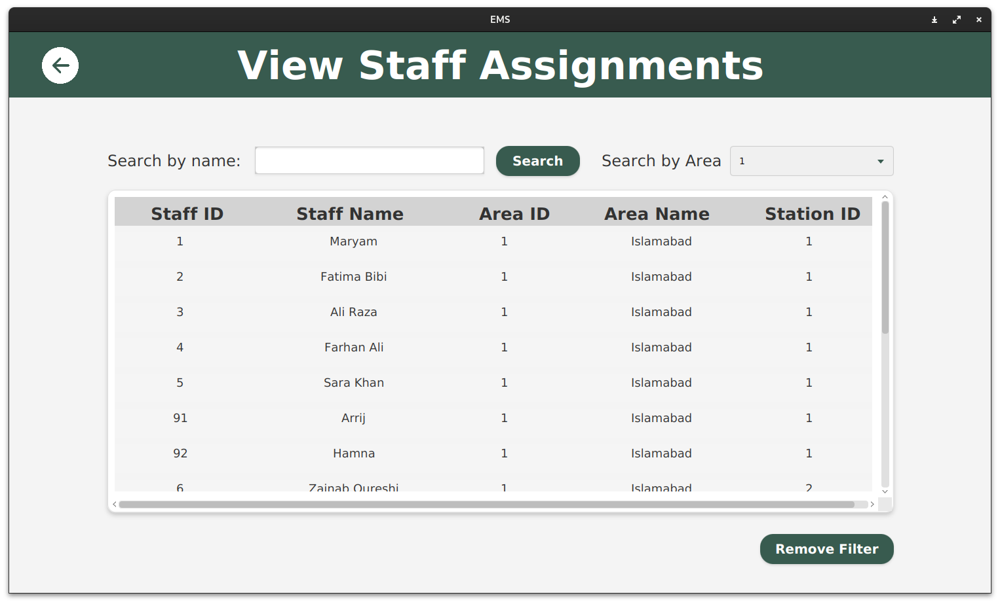 EMS
View Staff Assignments
Search by name: Search Search by Area 1
Staff ID Staff Name Area ID Area Name Station ID
1 Maryam 1 Islamabad 1
2 Fatima Bibi 1 Islamabad 1
3 Ali Raza 1 Islamabad 1
4 Farhan Ali 1 Islamabad 1
5 Sara Khan 1 Islamabad 1
91 Arrij 1 Islamabad 1
92 Hamna 1 Islamabad 1
6 Zainab Qureshi 1 Islamabad 2
Remove Filter